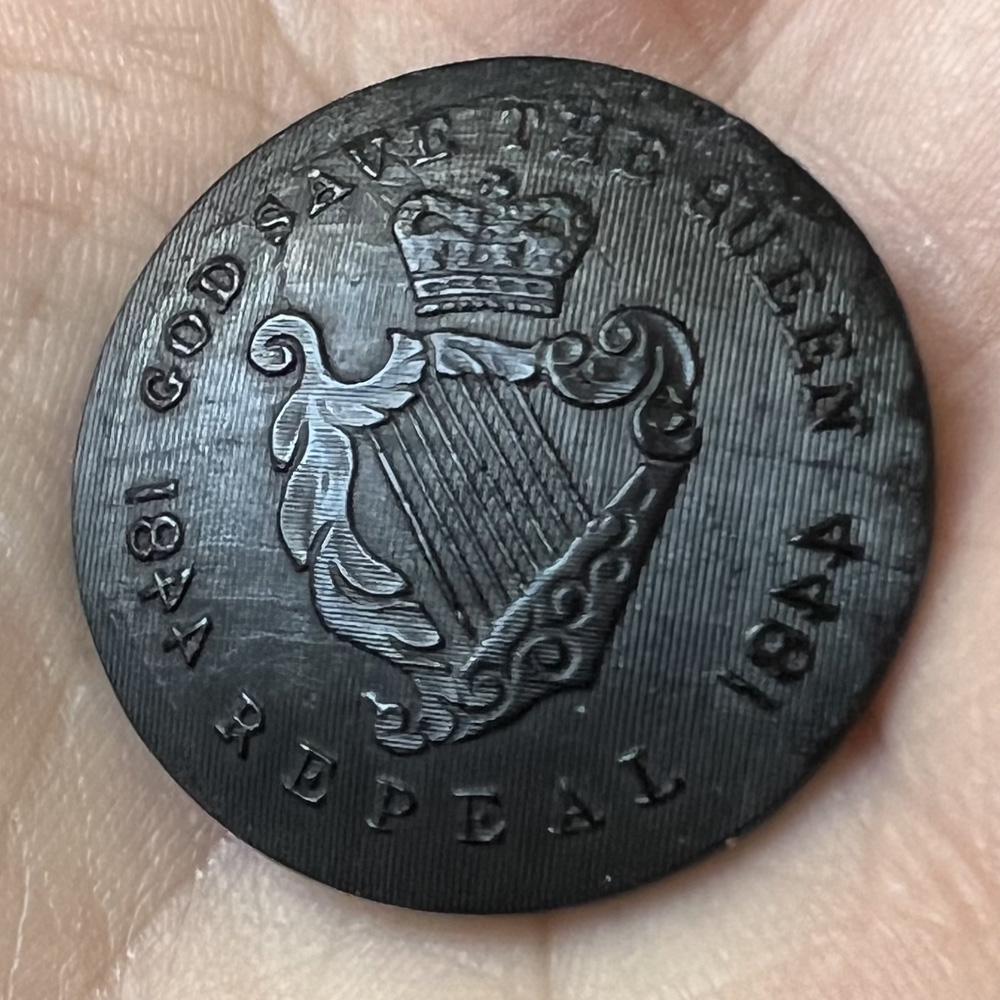 GOD SAVE THE QUEEN
1844
REPEAL
1844